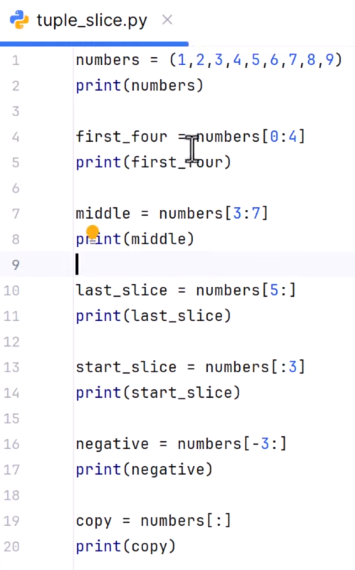 tuple_slice.py
1 numbers = (1,2,3,4,5,6,7,8,9)
2 print(numbers)
3
4 first_four = numbers[0:4]
5 print(first_four)
6
7 middle = numbers[3:7]
8 print(middle)
9
10 last_slice = numbers[5:]
11 print(last_slice)
12
13 start_slice = numbers[:3]
14 print(start_slice)
15
16 negative = numbers[-3:]
17 print(negative)
18
19 copy = numbers[:]
20 print(copy)